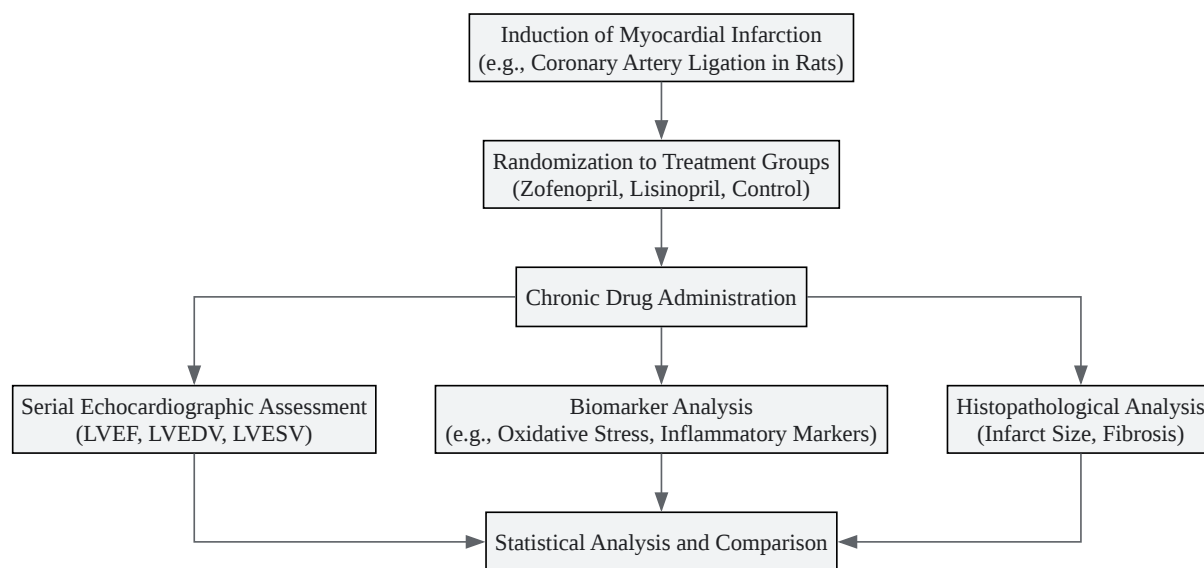 Induction of Myocardial Infarction
(e.g., Coronary Artery Ligation in Rats)
Randomization to Treatment Groups
(Zofenopril, Lisinopril, Control)
Chronic Drug Administration
Serial Echocardiographic Assessment
(LVEF, LVEDV, LVESV)
Biomarker Analysis
(e.g., Oxidative Stress, Inflammatory Markers)
Histopathological Analysis
(Infarct Size, Fibrosis)
Statistical Analysis and Comparison